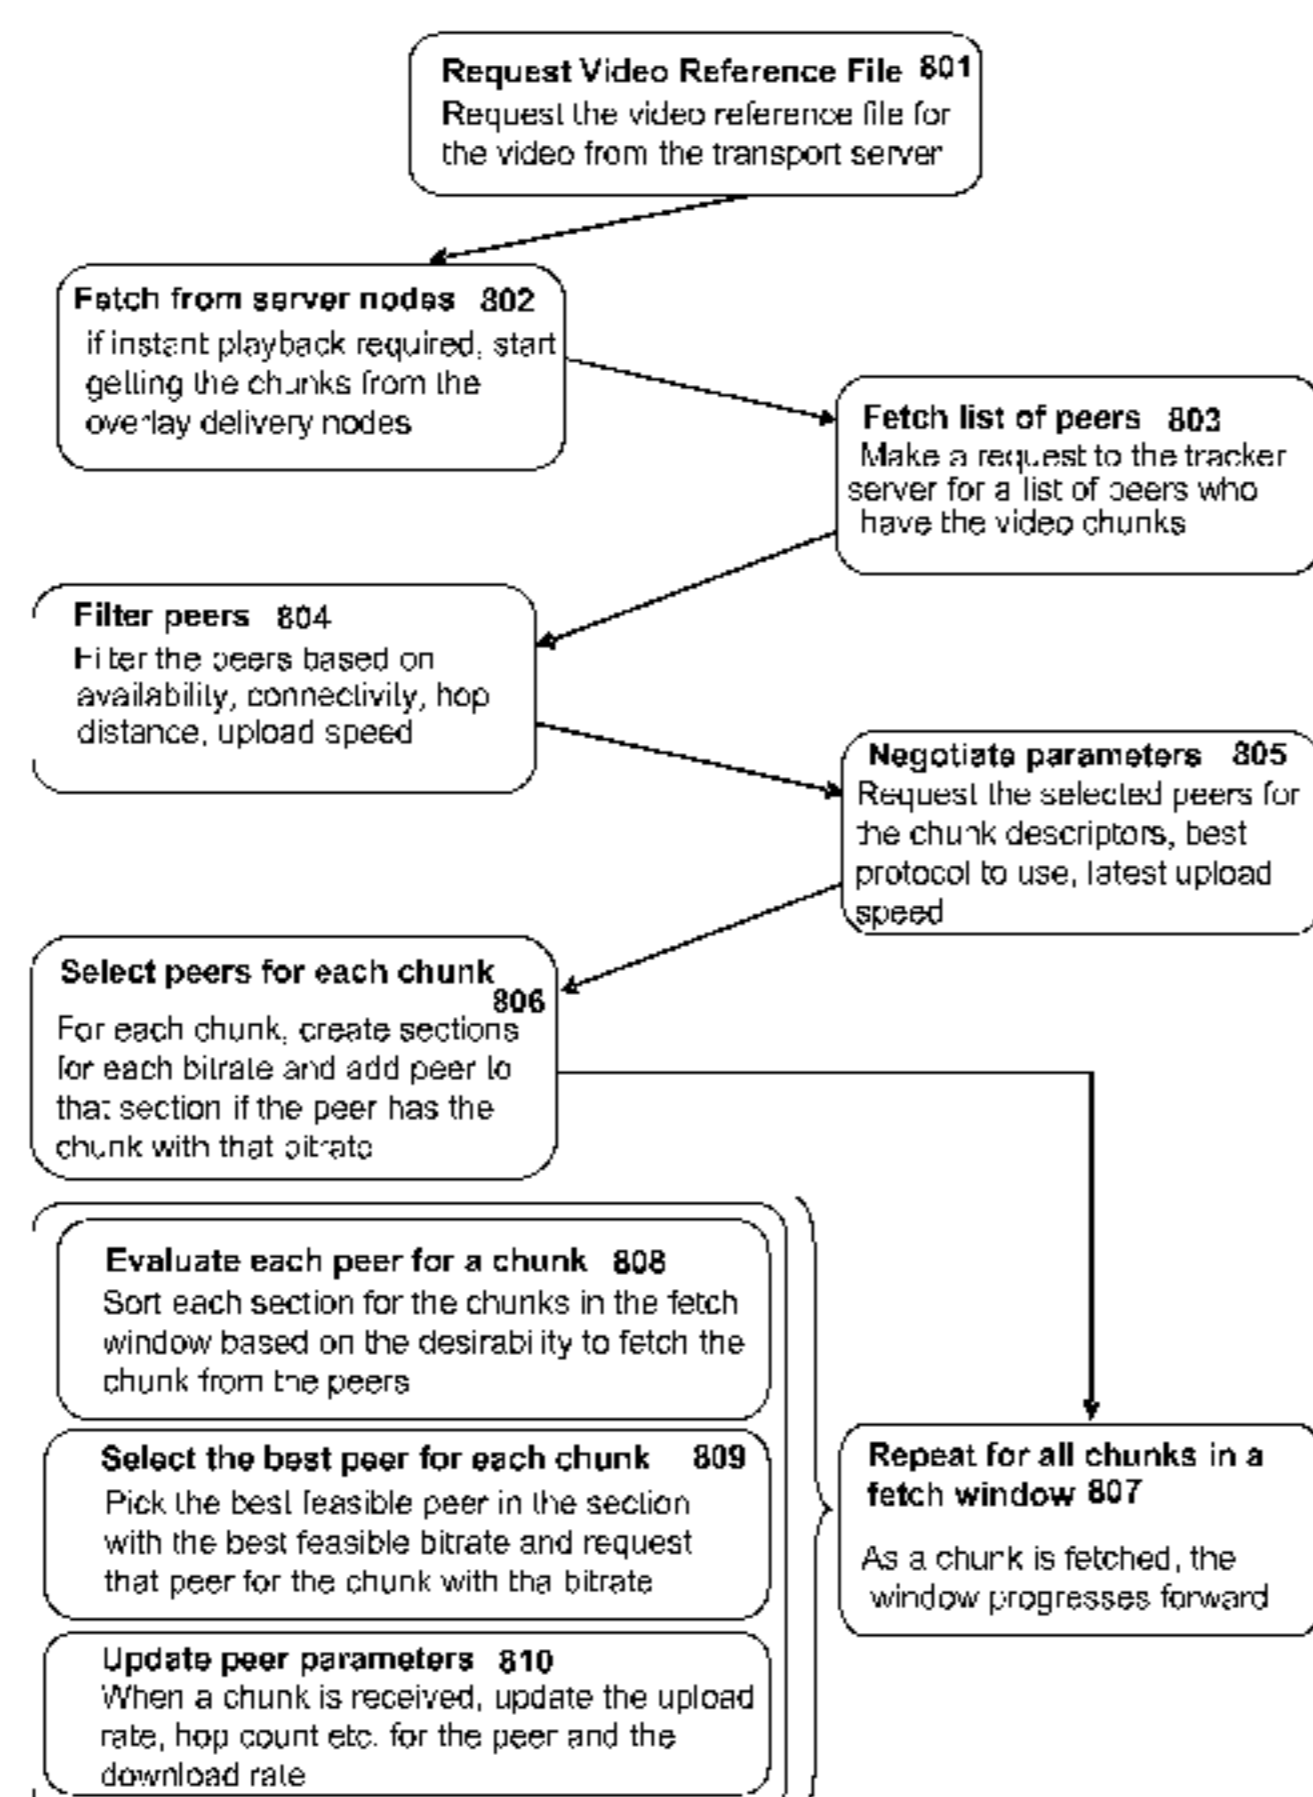 Request Video Reference File 801
Request the video reference file for
the video from the transport server
Fetch from server nodes 802
if instant playback required, start
getting the chunks from the
overlay delivery nodes
Fetch list of peers 803
Make a request to the tracker
server for a list of peers who
have the video chunks
Filter peers 804
Filter the peers based on
availability, connectivity, hop
distance, upload speed
Negotiate parameters 805
Request the selected peers for
the chunk descriptors, best
protocol to use, latest upload
speed
Select peers for each chunk
806
For each chunk, create sections
for each bitrate and add peer to
that section if the peer has the
chunk with that bitrate
Evaluate each peer for a chunk 808
Sort each section for the chunks in the fetch
window based on the desirability to fetch the
chunk from the peers
Select the best peer for each chunk 809
Pick the best feasible peer in the section
with the best feasible bitrate and request
that peer for the chunk with tha bitrate
Update peer parameters 810
When a chunk is received, update the upload
rate, hop count etc. for the peer and the
download rate
Repeat for all chunks in a
fetch window 807
As a chunk is fetched, the
window progresses forward